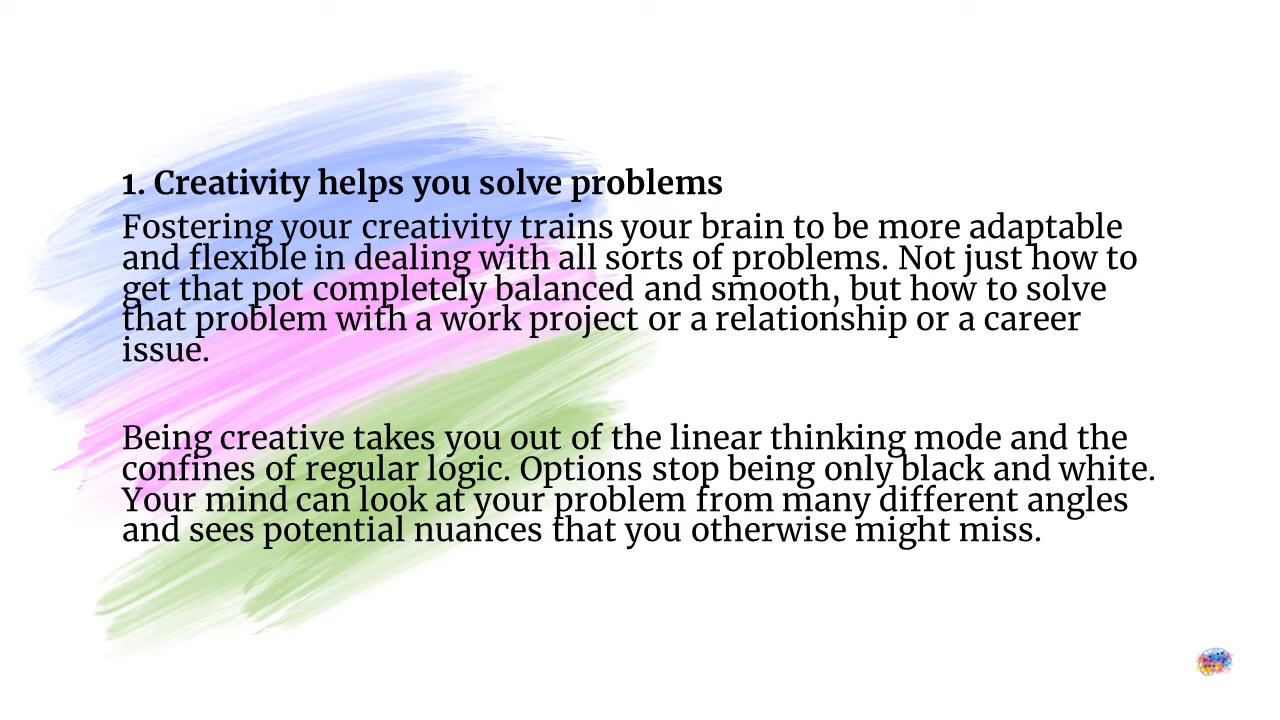 1. Creativity helps you solve problems
Fostering your creativity trains your brain to be more adaptable
and flexible in dealing with all sorts of problems. Not just how to
get that pot completely balanced and smooth, but how to solve
that problem with a work project or a relationship or a career
issue.
Being creative takes you out of the linear thinking mode and the
confines of regular logic. Options stop being only black and white.
Your mind can look at your problem from many different angles
and sees potential nuances that you otherwise might miss.